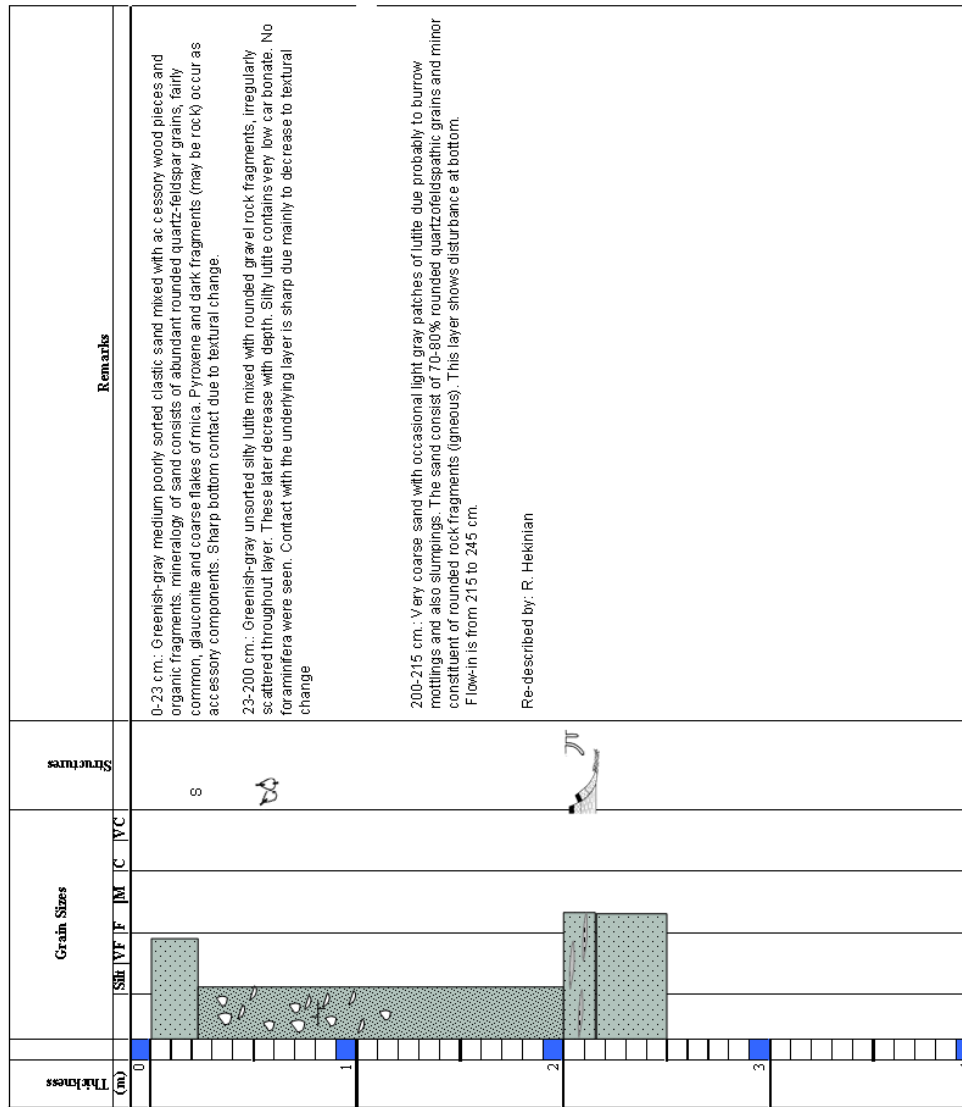 Thickness
(m)
Grain Sizes
Silt VF F M C VC
Structures
Remarks
0
1
2
3
S
0-23 cm.: Greenish-gray medium poorly sorted clastic sand mixed with ac cessory wood pieces and
organic fragments. mineralogy of sand consists of abundant rounded quartz-feldspar grains, fairly
common, glauconite and coarse flakes of mica. Pyroxene and dark fragments (may be rock) occur as
accessory components. Sharp bottom contact due to textural change.
23-200 cm.: Greenish-gray unsorted silty lutite mixed with rounded gravel rock fragments, irregularly
scattered throughout layer. These later decrease with depth. Silty lutite contains very low car bonate. No
foraminifera were seen. Contact with the underlying layer is sharp due mainly to decrease to textural
change
200-215 cm.: Very coarse sand with occasional light gray patches of lutite due probably to burrow
mottlings and also slumpings. The sand consist of 70-80% rounded quartzofeldspathic grains and minor
constituent of rounded rock fragments (igneous). This layer shows disturbance at bottom.
Flow-in is from 215 to 245 cm.
Re-described by: R. Hekinian